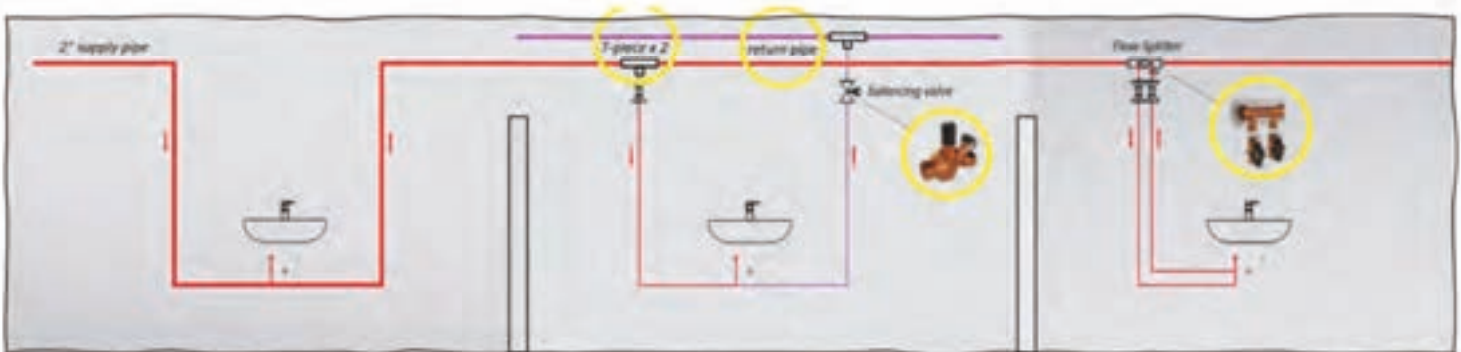 2" supply pipe
T-piece x 2
return pipe
balancing valve
Flow Splitter